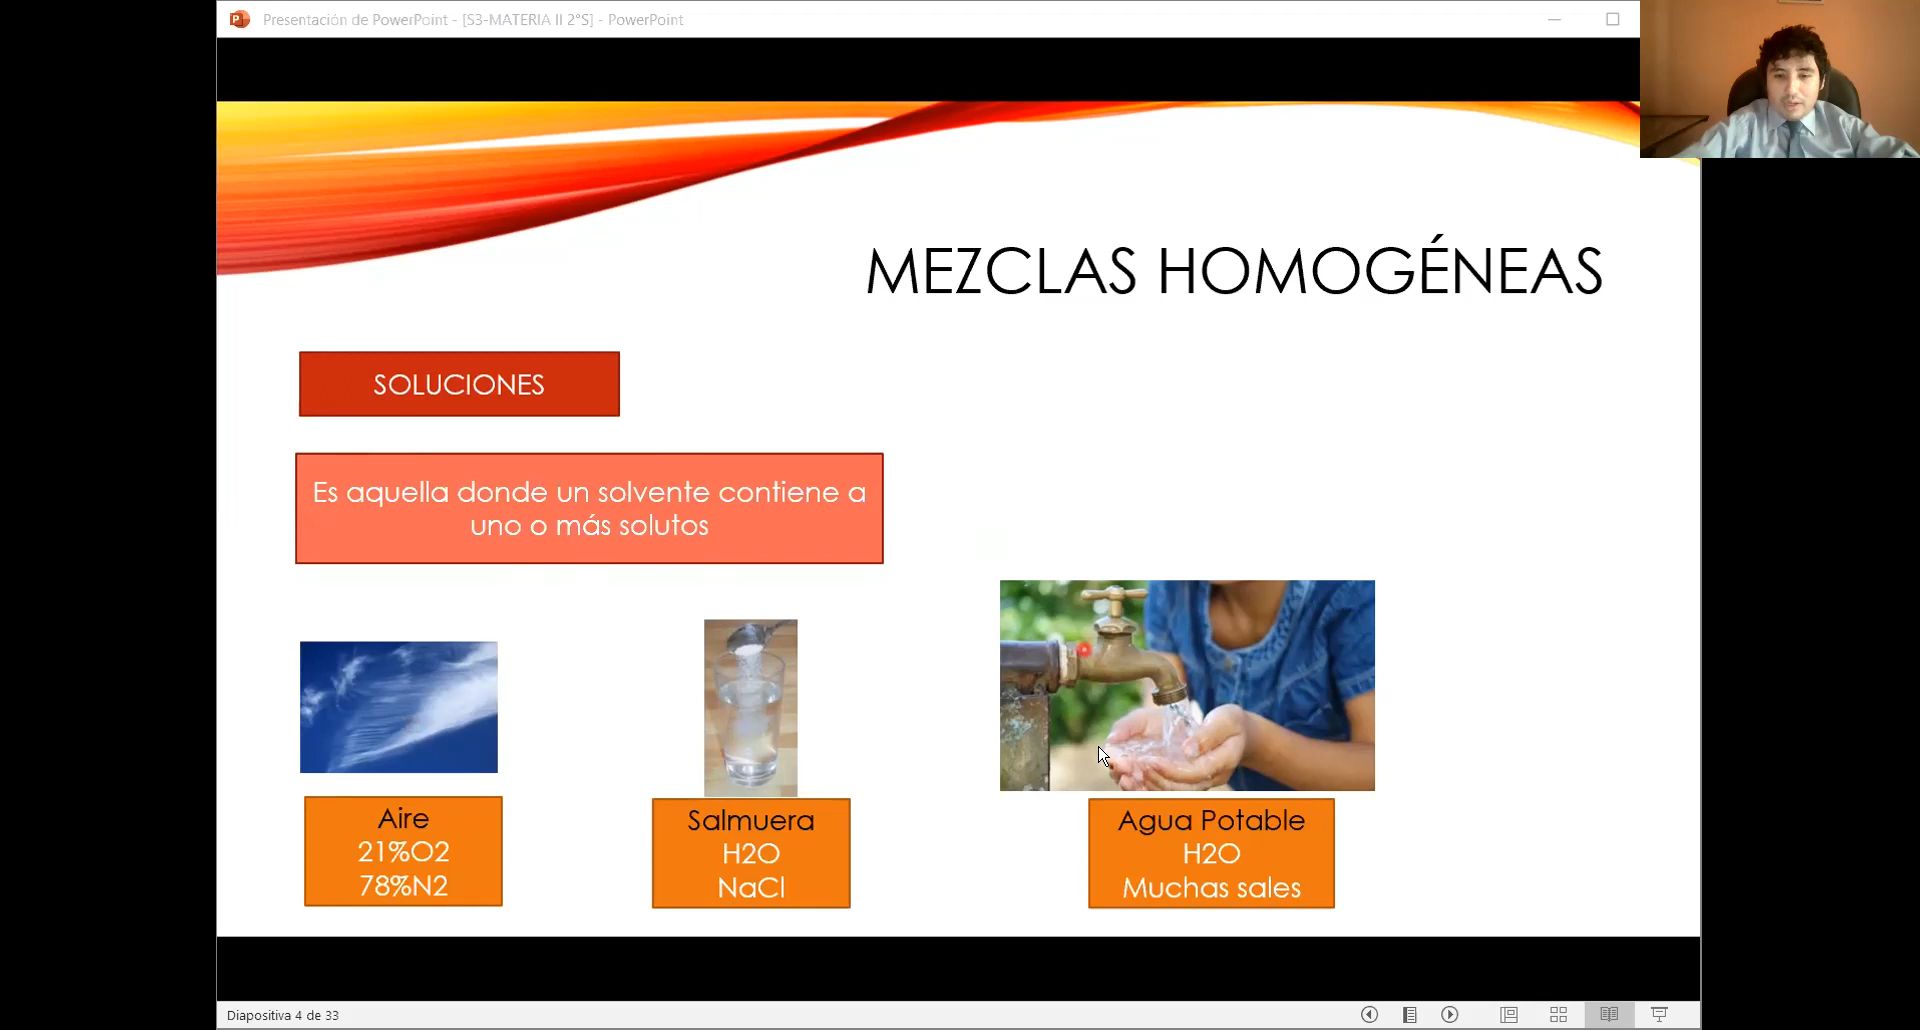 Presentación de PowerPoint - [S3-MATERIA II 2°S] - PowerPoint
MEZCLAS HOMOGÉNEAS
SOLUCIONES
Es aquella donde un solvente contiene a
uno o más solutos
Aire
21%O2
78%N2
Salmuera
H2O
NaCl
Agua Potable
H2O
Muchas sales
Diapositiva 4 de 33